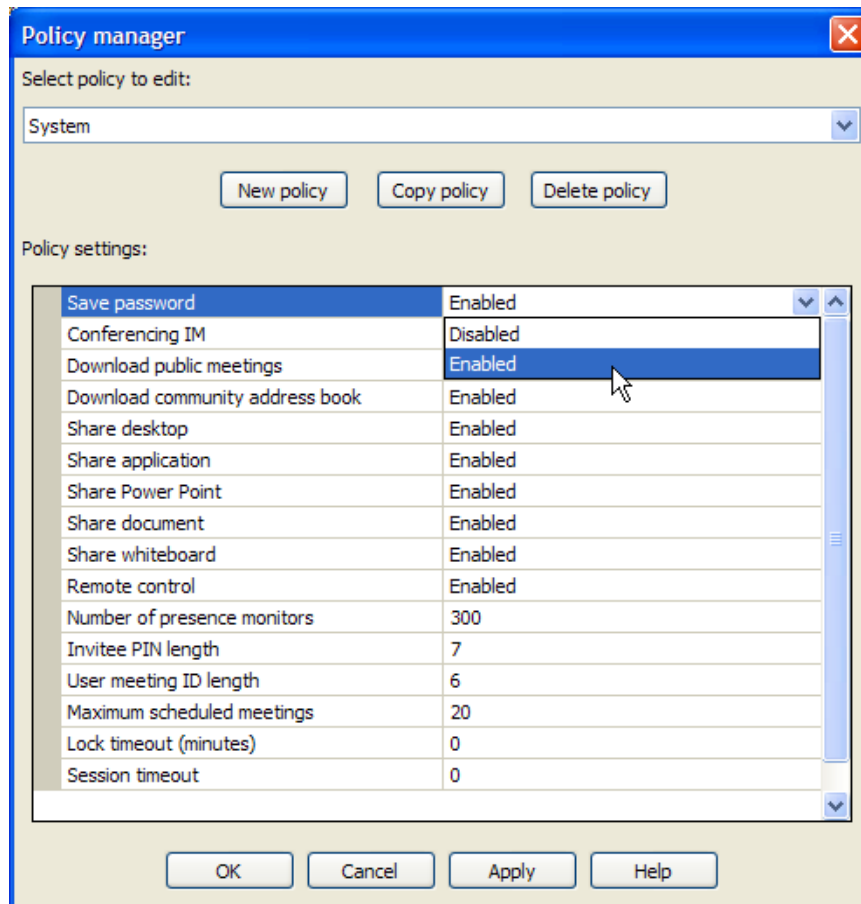 Policy manager
Select policy to edit:
System
New policy Copy policy Delete policy
Policy settings:
Save password Enabled
Conferencing IM Disabled
Download public meetings Enabled
Download community address book Enabled
Share desktop Enabled
Share application Enabled
Share Power Point Enabled
Share document Enabled
Share whiteboard Enabled
Remote control Enabled
Number of presence monitors 300
Invitee PIN length 7
User meeting ID length 6
Maximum scheduled meetings 20
Lock timeout (minutes) 0
Session timeout 0
OK Cancel Apply Help